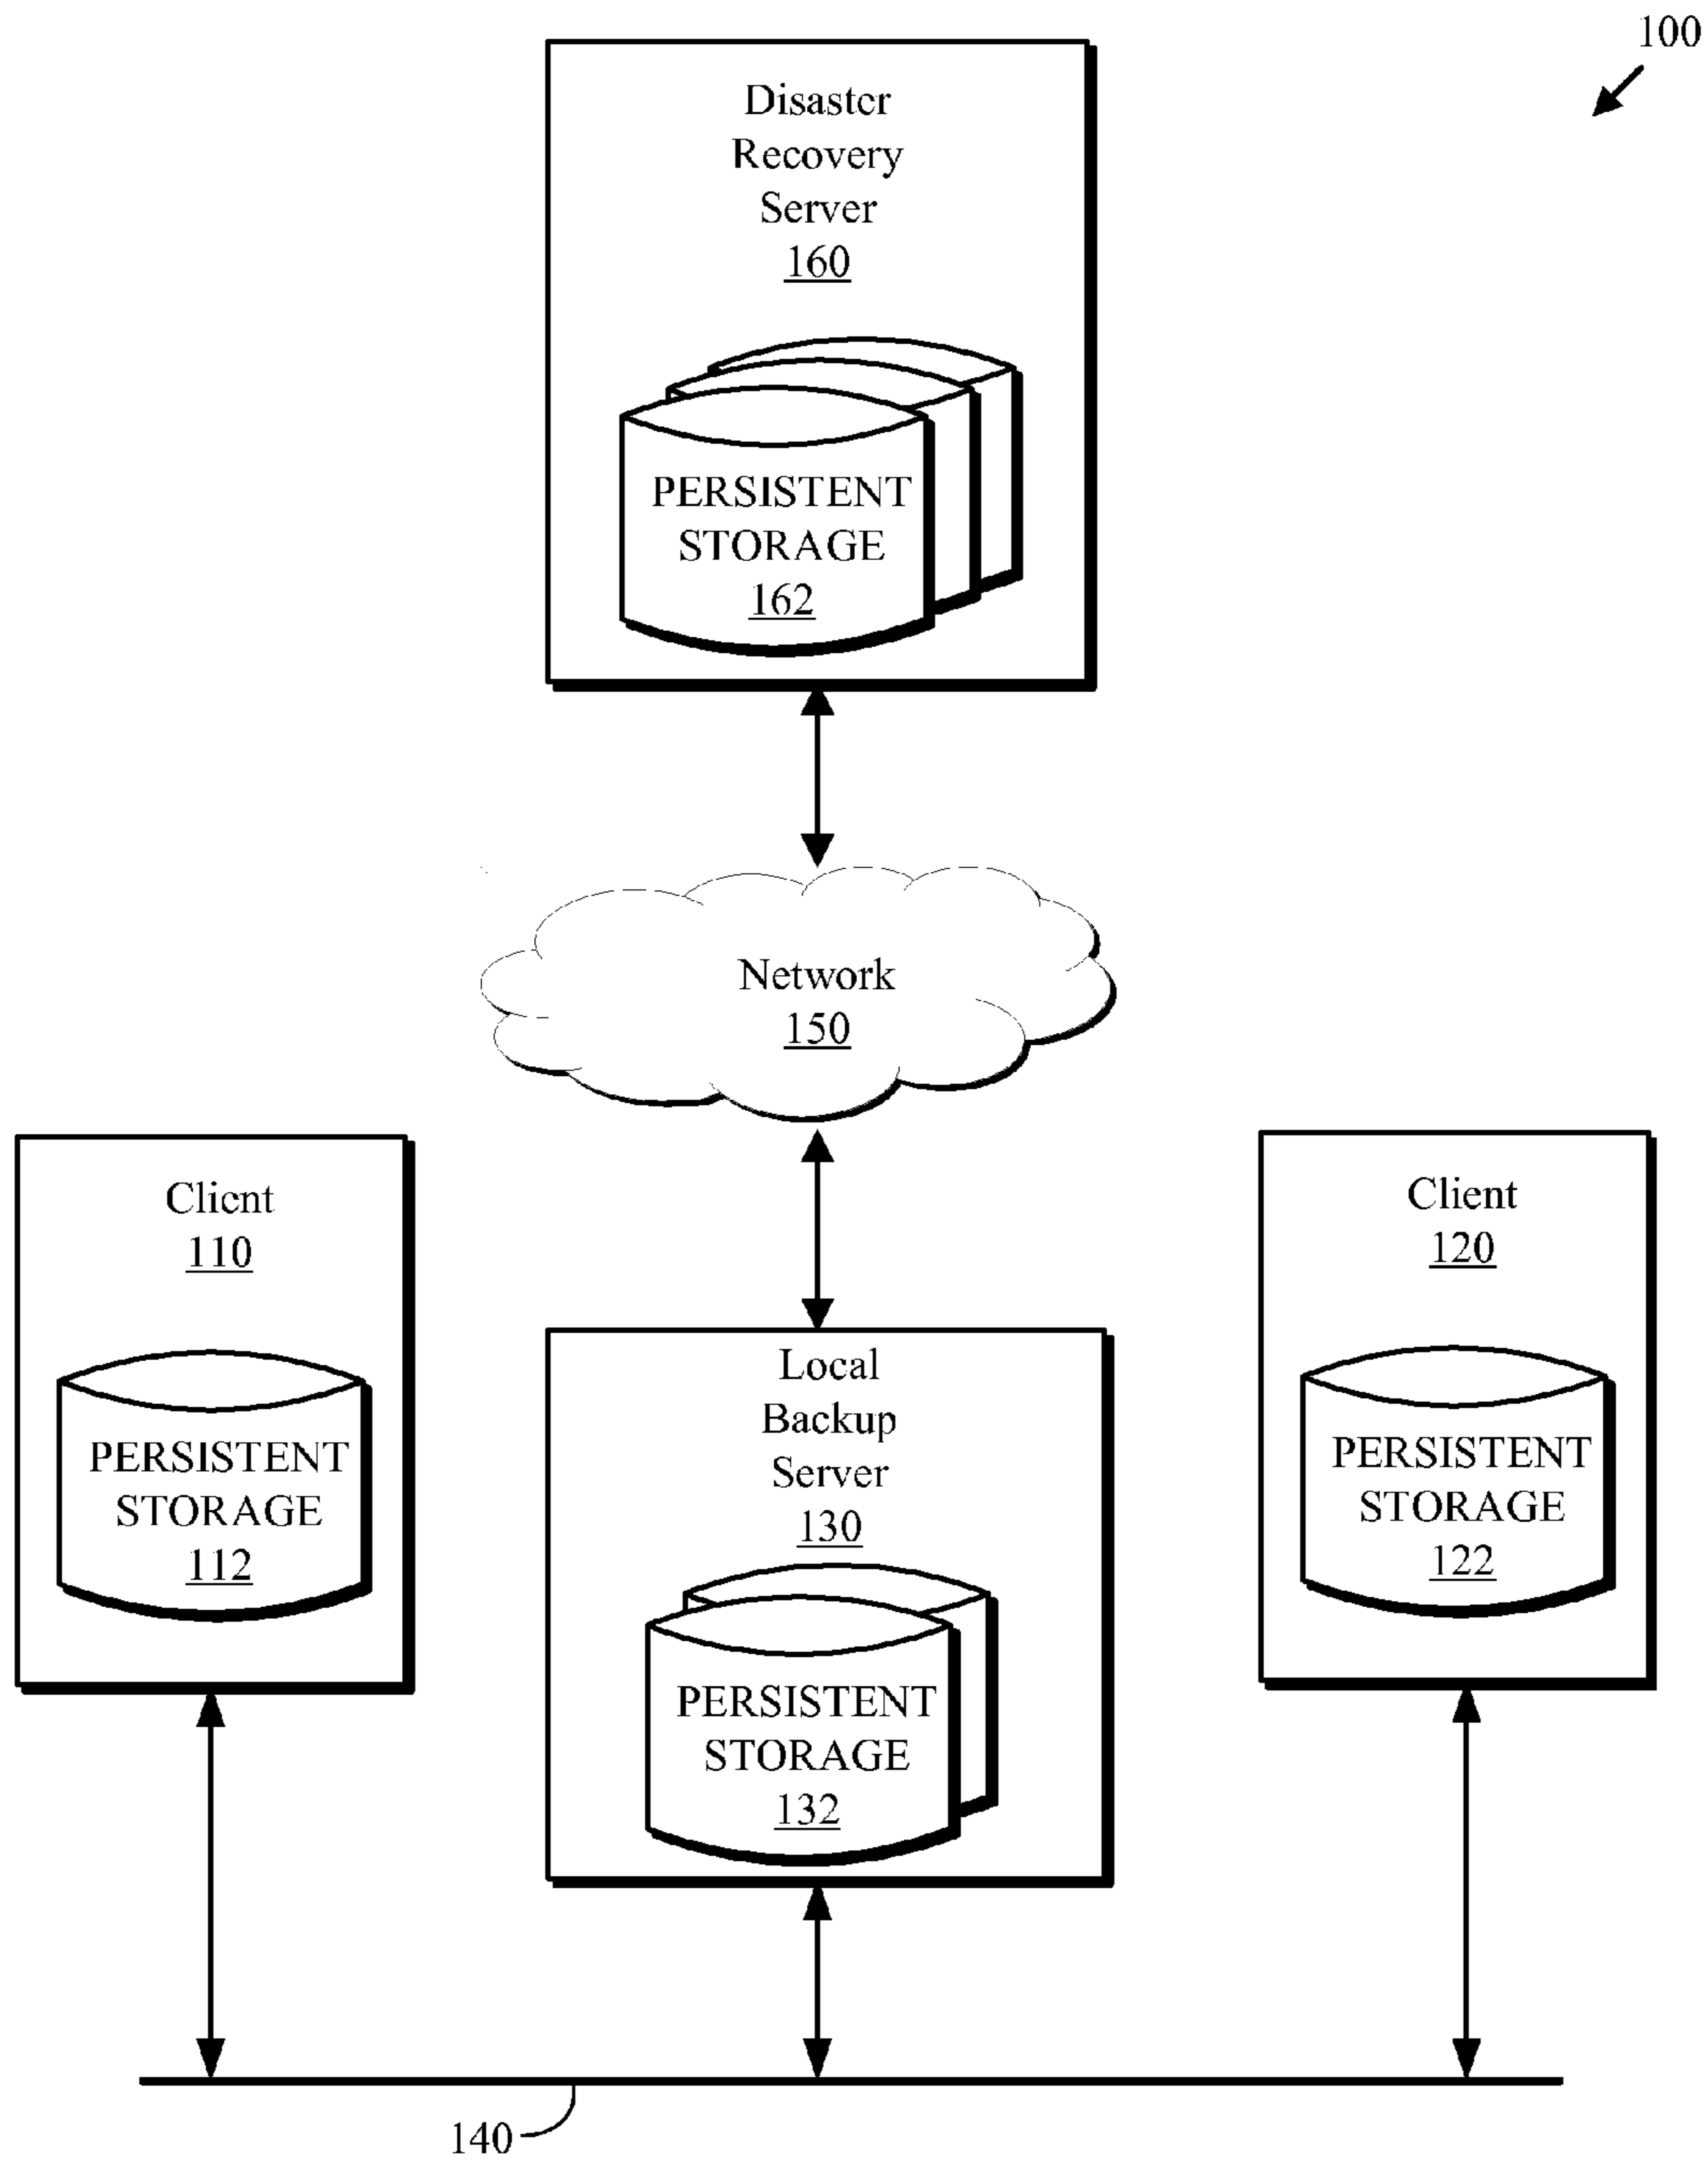 100
Disaster
Recovery
Server
160
PERSISTENT
STORAGE
162
Network
150
Client
110
PERSISTENT
STORAGE
112
Local
Backup
Server
130
PERSISTENT
STORAGE
132
Client
120
PERSISTENT
STORAGE
122
140